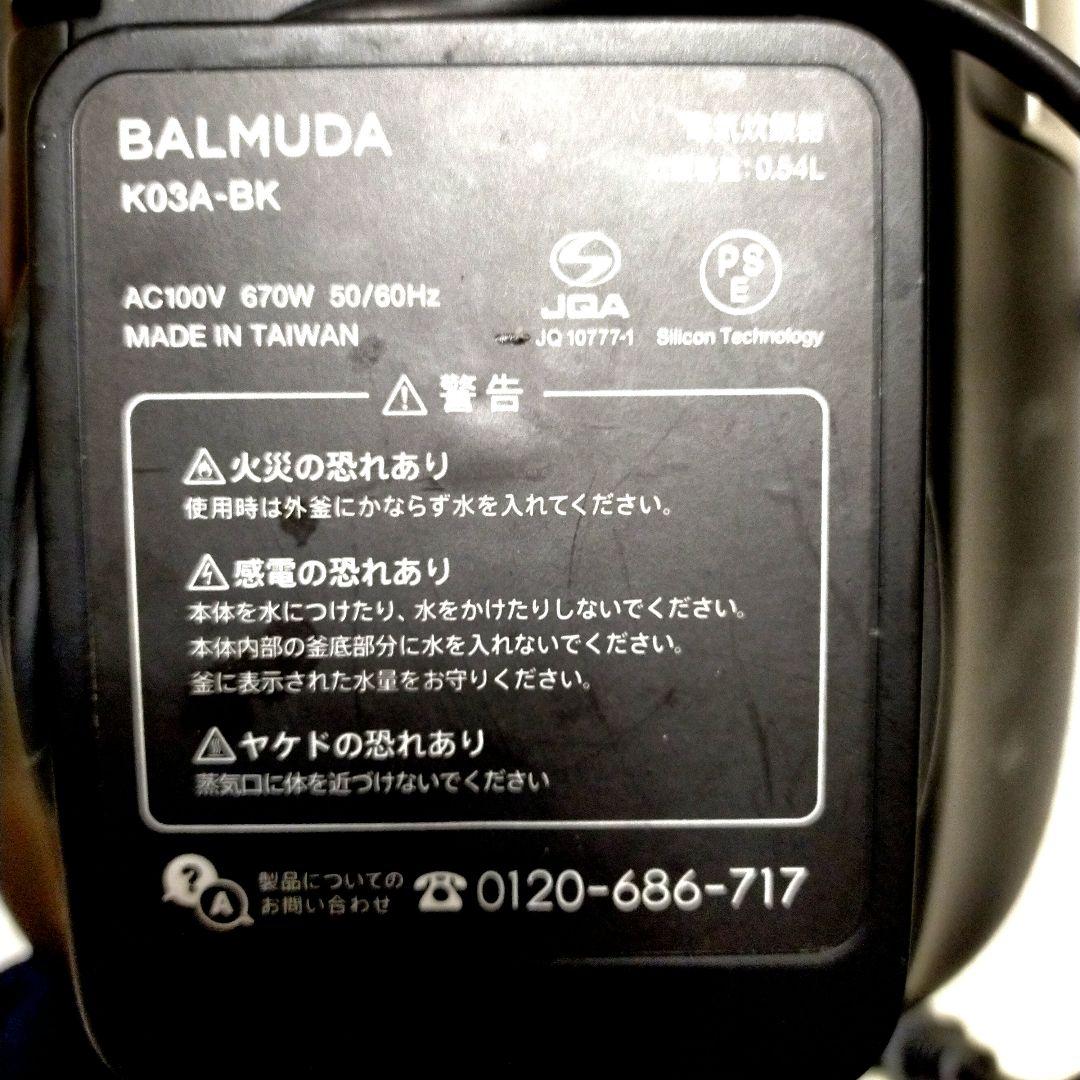 BALMUDA
電気炊飯器
K03A-BK
炊飯容量:0.54L
AC100V 670W 50/60Hz
MADE IN TAIWAN
JQA
JQ 10777-1
PS
E
Silicon Technology
警告
火災の恐れあり
使用時は外釜にかならず水を入れてください。
感電の恐れあり
本体を水につけたり、水をかけたりしないでください。
本体内部の釜底部分に水を入れないでください。
釜に表示された水量をお守りください。
ヤケドの恐れあり
蒸気口に体を近づけないでください
? A
製品についての
お問い合わせ
0120-686-717